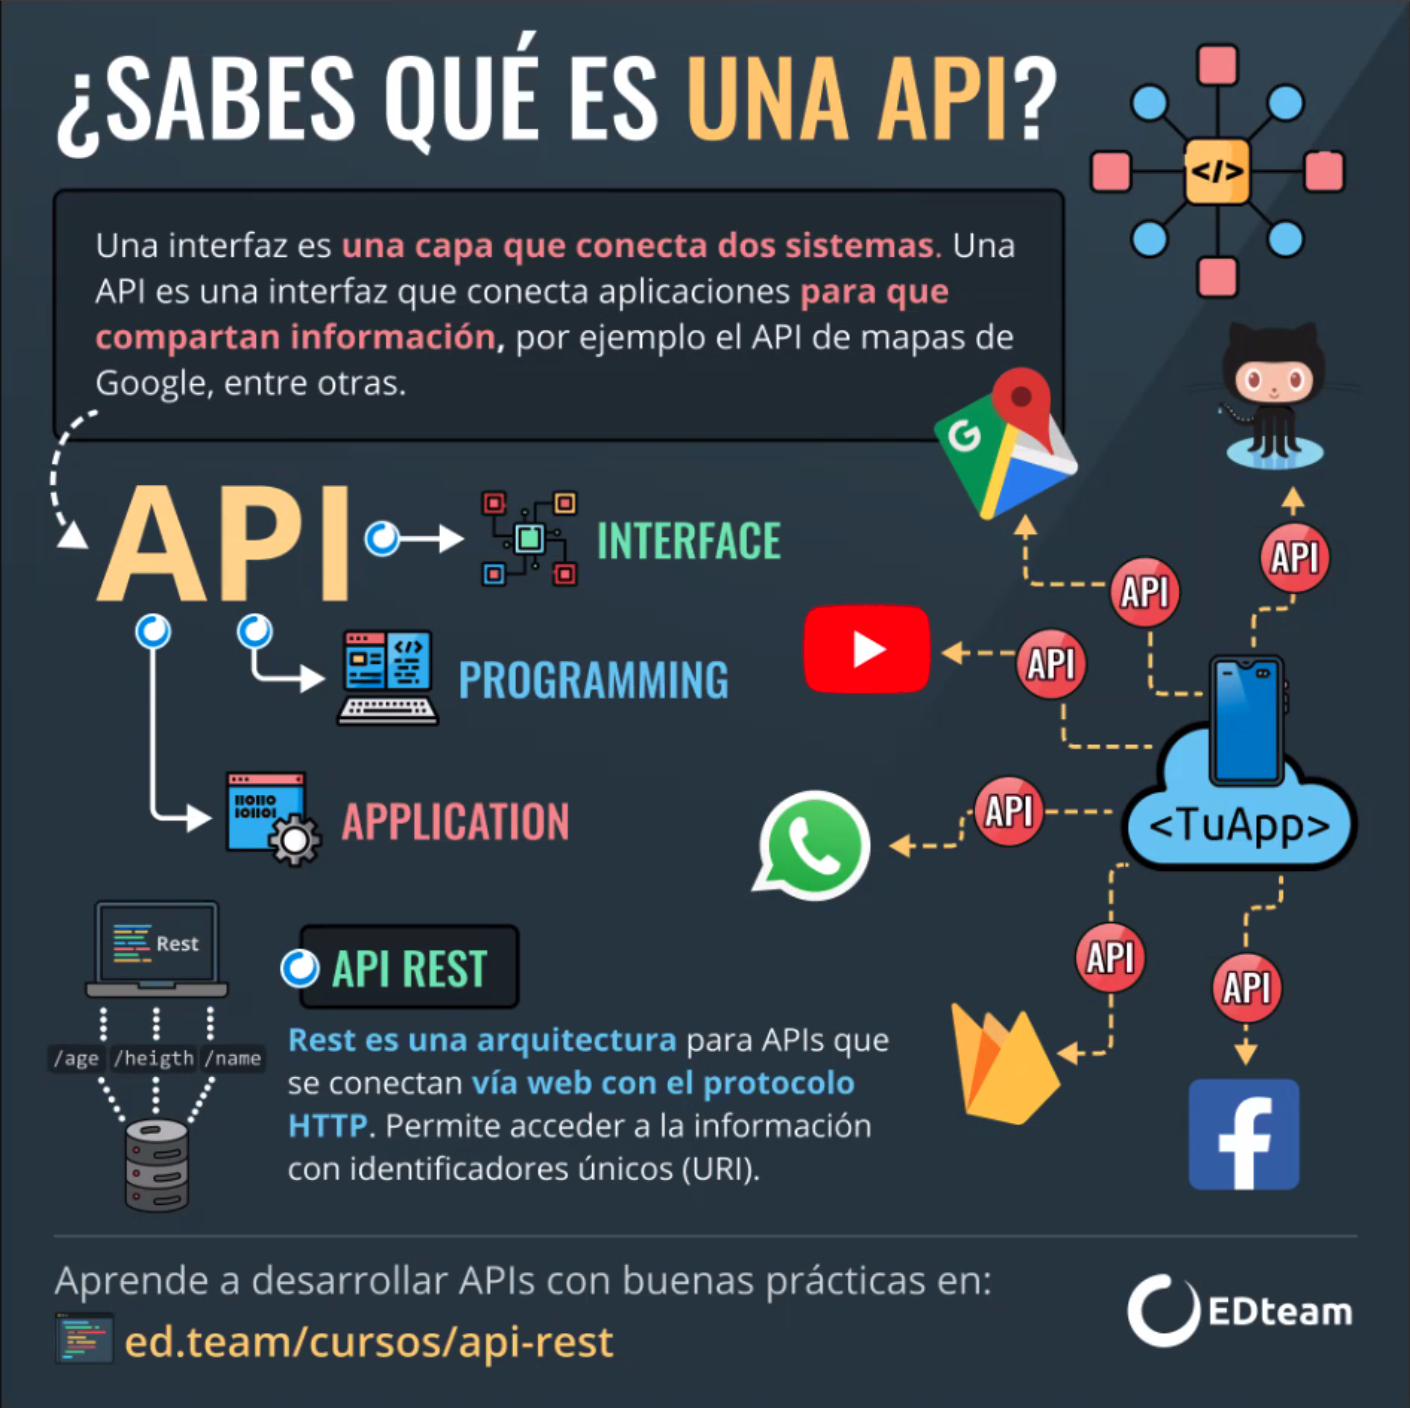 ¿SABES QUÉ ES UNA API?
</>
Una interfaz es una capa que conecta dos sistemas. Una
API es una interfaz que conecta aplicaciones para que
compartan información, por ejemplo el API de mapas de
Google, entre otras.
G
API
INTERFACE
PROGRAMMING
APPLICATION
</>
API
API
API
API
API
API
<TuApp>
Rest
/age /heigth /name
API REST
Rest es una arquitectura para APIs que
se conectan vía web con el protocolo
HTTP. Permite acceder a la información
con identificadores únicos (URI).
f
Aprende a desarrollar APIs con buenas prácticas en:
ed.team/cursos/api-rest
EDteam